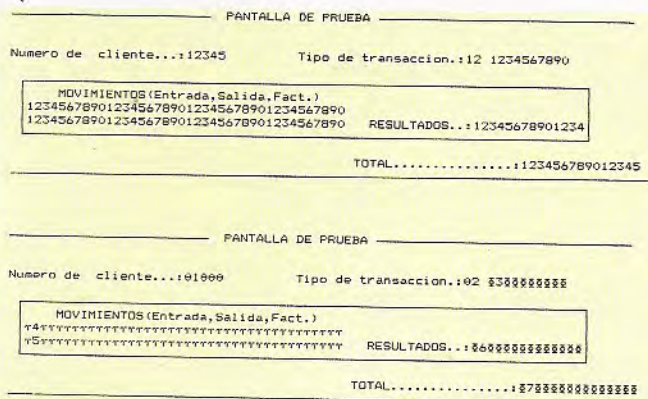 PANTALLA DE PRUEBA
Numero de cliente...:12345 Tipo de transaccion.:12 1234567890
MOVIMIENTOS(Entrada,Salida,Fact.)
1234567890123456789012345678901234567890
1234567890123456789012345678901234567890 RESULTADOS..:12345678901234
TOTAL...............:123456789012345
PANTALLA DE PRUEBA
Numero de cliente...:01000 Tipo de transaccion.:02
MOVIMIENTOS(Entrada,Salida,Fact.)
RESULTADOS..:
TOTAL...............: